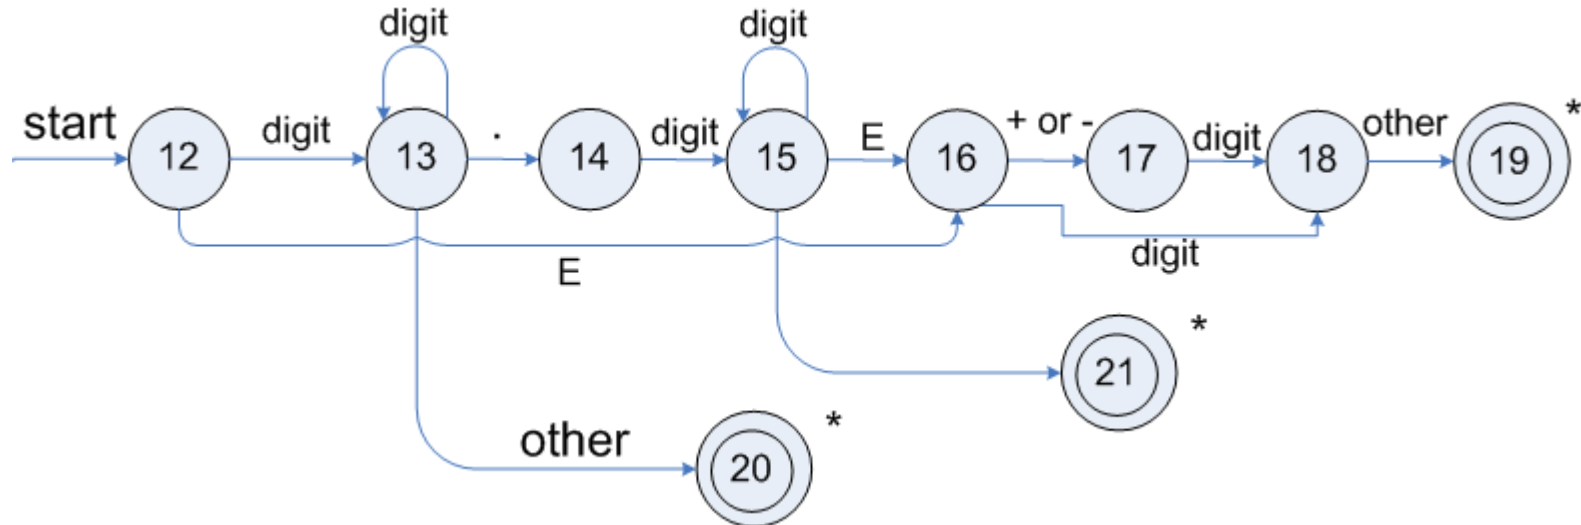 digit digit
start digit . digit E + or - digit other *
12 13 14 15 16 17 18 19
E digit
21 *
other 20 *